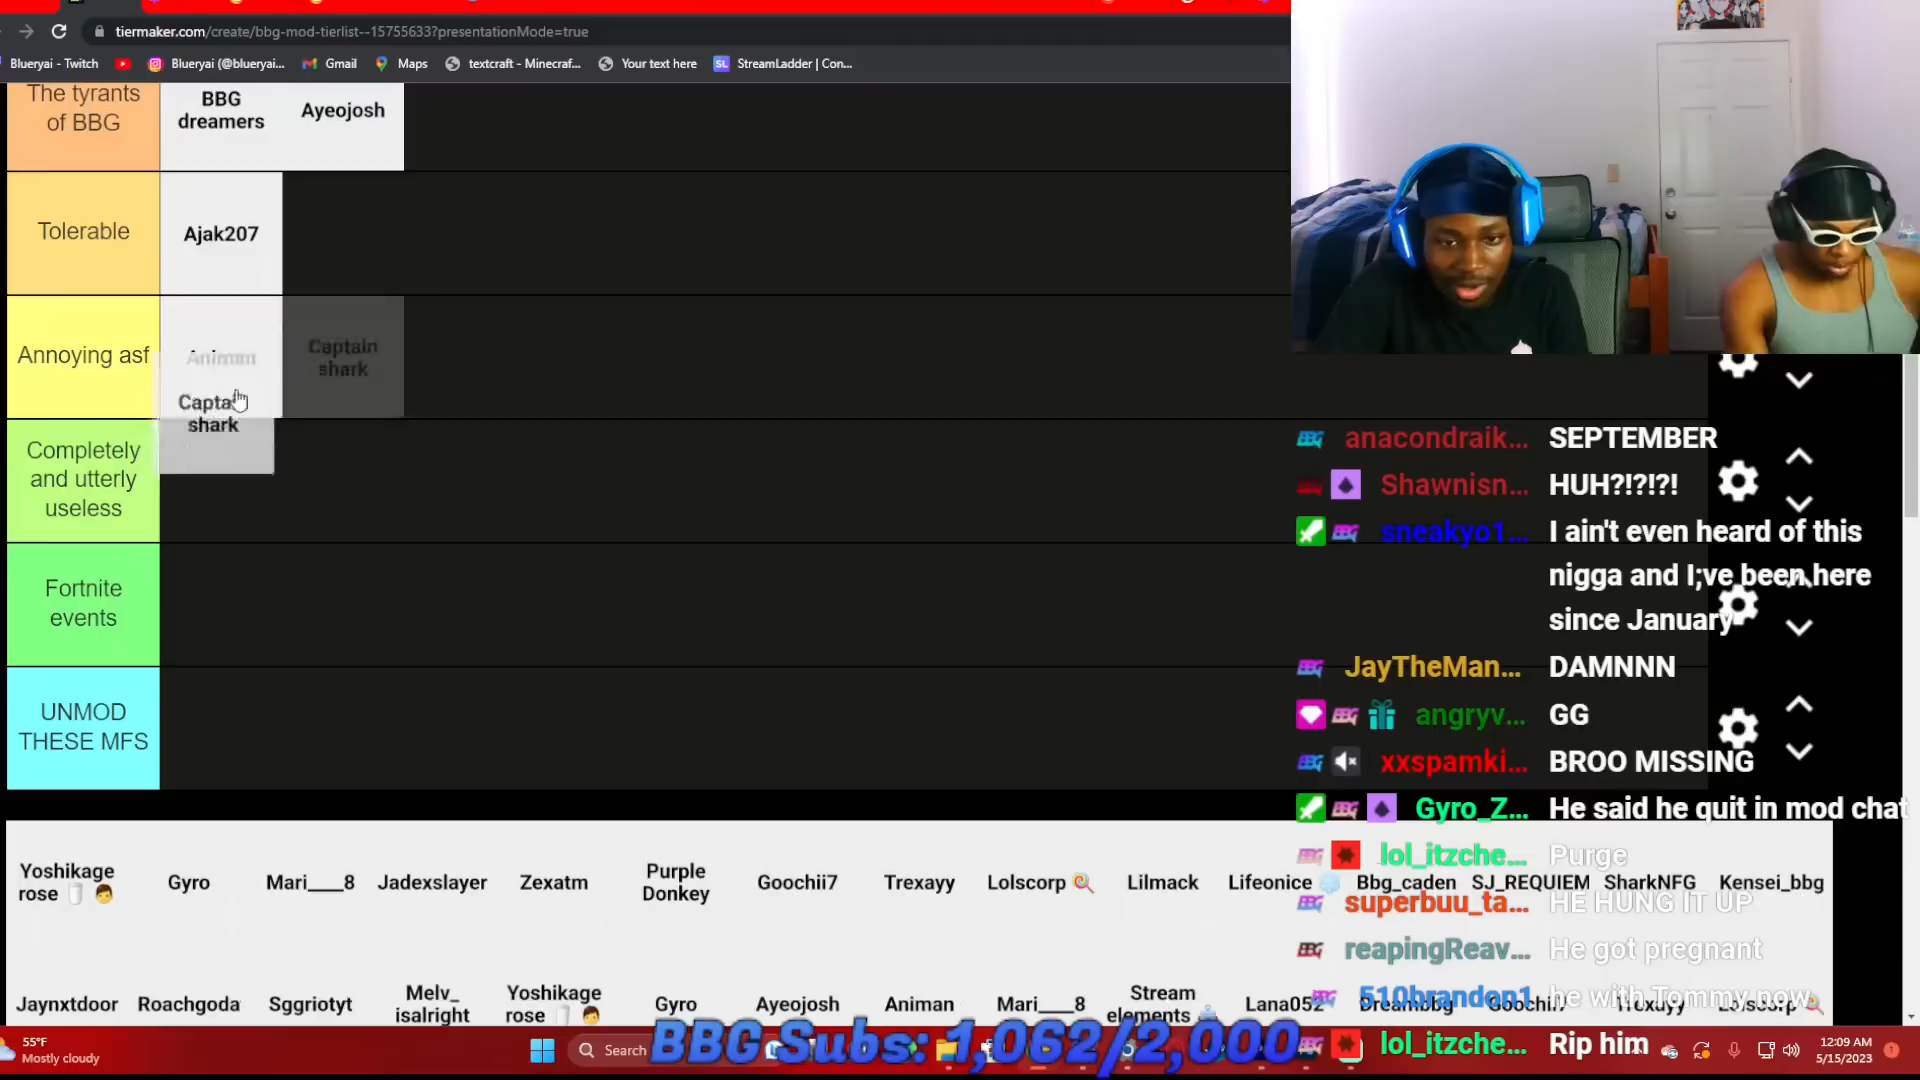 tiermaker.com/create/bbg-mod-tierlist--15755633?presentationMode=true
Blueryai - Twitch
Blueryai (@blueryai...
Gmail
Maps
textcraft - Minecraf...
Your text here
SL
StreamLadder | Con...
The tyrants
of BBG
BBG
dreamers
Ayeojosh
Tolerable
Ajak207
Annoying asf
Captain
shark
shark
Completely
and utterly
useless
Fortnite
events
UNMOD
THESE MFS
anacondraik... SEPTEMBER
Shawnisn... HUH?!?!?!
sneakyo1... I ain't even heard of this
nigga and I;ve been here
since January
JayTheMan... DAMNNN
angryv... GG
xxspamki... BROO MISSING
Gyro_Z... He said he quit in mod chat
lol_itzche... Purge
superbuu_ta... HE HUNG IT UP
reapingReav... He got pregnant
510brandon1 he with Tommy now
lol_itzche... Rip him
Yoshikage
rose
Gyro
Mari___8
Jadexslayer
Zexatm
Purple
Donkey
Goochii7
Trexayy
Lolscorp
Lilmack
Lifeonice
Bbg_caden
SJ_REQUIEM
SharkNFG
Kensei_bbg
Jaynxtdoor
Roachgoda
Sggriotyt
Melv_
isalright
Yoshikage
rose
Gyro
Ayeojosh
Animan
Mari___8
Stream
elements
Lana052
BBG Subs: 1,062/2,000
55°F
Mostly cloudy
Search
12:09 AM
5/15/2023